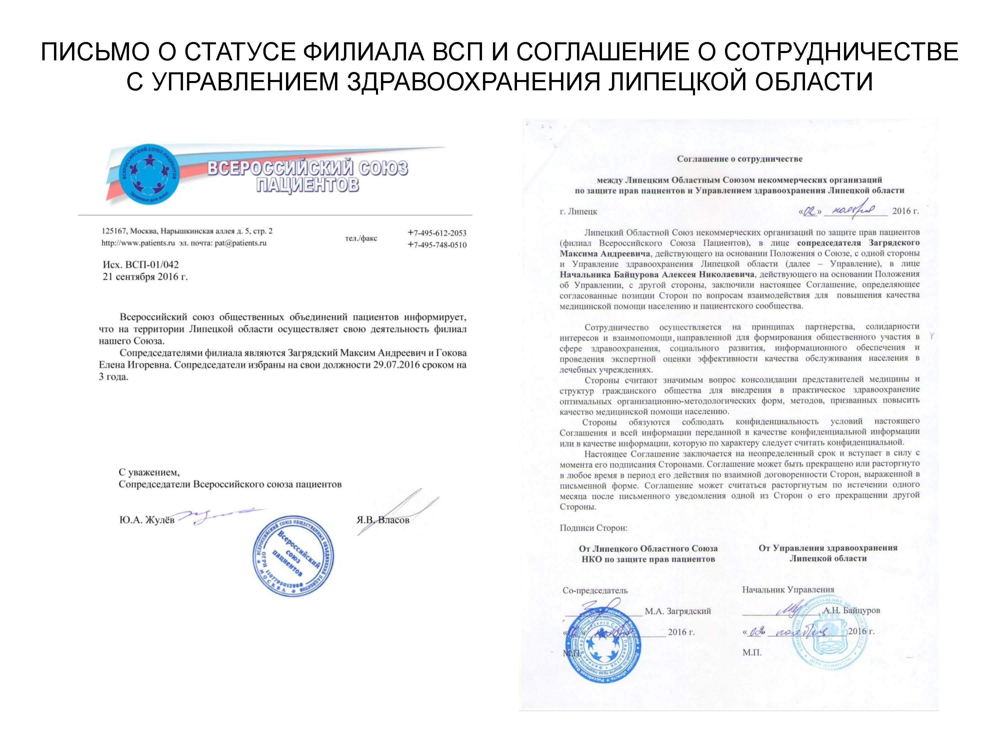 ПИСЬМО О СТАТУСЕ ФИЛИАЛА ВСП И СОГЛАШЕНИЕ О СОТРУДНИЧЕСТВЕ
С УПРАВЛЕНИЕМ ЗДРАВООХРАНЕНИЯ ЛИПЕЦКОЙ ОБЛАСТИ
ВСЕРОССИЙСКИЙ СОЮЗ ПАЦИЕНТОВ
Здоровье для всех!
ВСЕРОССИЙСКИЙ СОЮЗ
ПАЦИЕНТОВ
125167, Москва, Нарышкинская аллея д. 5, стр. 2
http://www.patients.ru эл. почта: pat@patients.ru
тел./факс
+7-495-612-2053
+7-495-748-0510
Исх. ВСП-01/042
21 сентября 2016 г.
Всероссийский союз общественных объединений пациентов информирует,
что на территории Липецкой области осуществляет свою деятельность филиал
нашего Союза.
Сопредседателями филиала являются Загрядский Максим Андреевич и Гокова
Елена Игоревна. Сопредседатели избраны на свои должности 29.07.2016 сроком на
3 года.
С уважением,
Сопредседатели Всероссийского союза пациентов
Ю.А. Жулёв
Я.В. Власов
ВСЕРОССИЙСКИЙ СОЮЗ ОБЩЕСТВЕННЫХ ОБЪЕДИНЕНИЙ ПАЦИЕНТОВ
МОСКВА
ОГРН 1107799012980
Всероссийский
союз
пациентов
Соглашение о сотрудничестве
между Липецким Областным Союзом некоммерческих организаций
по защите прав пациентов и Управлением здравоохранения Липецкой области
г. Липецк «02» ноября 2016 г.
Липецкий Областной Союз некоммерческих организаций по защите прав пациентов
(филиал Всероссийского Союза Пациентов), в лице сопредседателя Загрядского
Максима Андреевича, действующего на основании Положения о Союзе, с одной стороны
и Управление здравоохранения Липецкой области (далее – Управление), в лице
Начальника Байцурова Алексея Николаевича, действующего на основании Положения
об Управлении, с другой стороны, заключили настоящее Соглашение, определяющее
согласованные позиции Сторон по вопросам взаимодействия для повышения качества
медицинской помощи населению и пациентского сообщества.
Сотрудничество осуществляется на принципах партнерства, солидарности
интересов и взаимопомощи, направленной для формирования общественного участия в
сфере здравоохранения, социального развития, информационного обеспечения и
проведения экспертной оценки эффективности качества обслуживания населения в
лечебных учреждениях.
Стороны считают значимым вопрос консолидации представителей медицины и
структур гражданского общества для внедрения в практическое здравоохранение
оптимальных организационно-методологических форм, методов, призванных повысить
качество медицинской помощи населению.
Стороны обязуются соблюдать конфиденциальность условий настоящего
Соглашения и всей информации переданной в качестве конфиденциальной информации
или в качестве информации, которую по характеру следует считать конфиденциальной.
Настоящее Соглашение заключается на неопределенный срок и вступает в силу с
момента его подписания Сторонами. Соглашение может быть прекращено или расторгнуто
в любое время в период его действия по взаимной договоренности Сторон, выраженной в
письменной форме. Соглашение может считаться расторгнутым по истечении одного
месяца после письменного уведомления одной из Сторон о его прекращении другой
Стороны.
Подписи Сторон:
От Липецкого Областного Союза
НКО по защите прав пациентов
От Управления здравоохранения
Липецкой области
Со-председатель
Начальник Управления
М.А. Загрядский
А.Н. Байцуров
« » ноября 2016 г.
«02» ноября 2016 г.
М.П.
М.П.